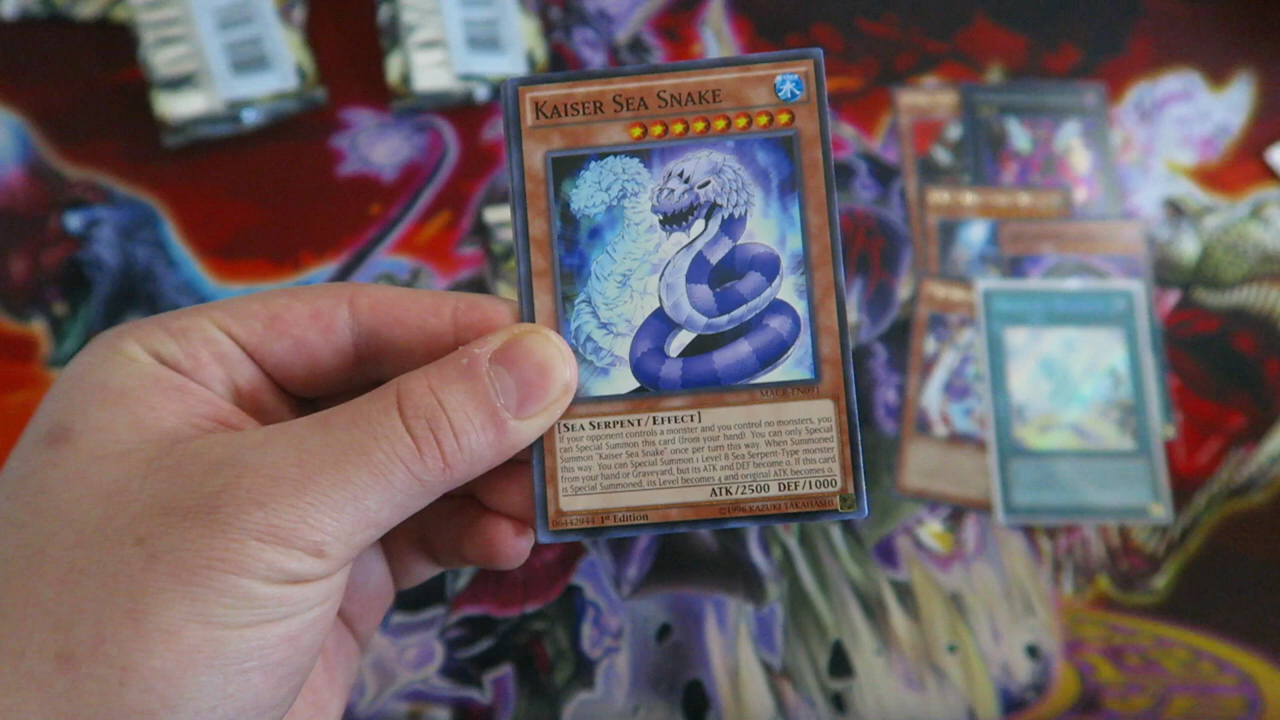 KAISER SEA SNAKE
水
MACR-EN091
[SEA SERPENT/EFFECT]
If your opponent controls a monster and you control no monsters, you
can Special Summon this card (from your hand). You can only Special
Summon "Kaiser Sea Snake" once per turn this way. When Summoned
this way: You can Special Summon 1 Level 8 Sea Serpent-Type monster
from your hand or Graveyard, but its ATK and DEF become 0. If this card
is Special Summoned, its Level becomes 4 and original ATK becomes 0.
ATK/2500 DEF/1000
06442944 1st Edition
©1996 KAZUKI TAKAHASHI